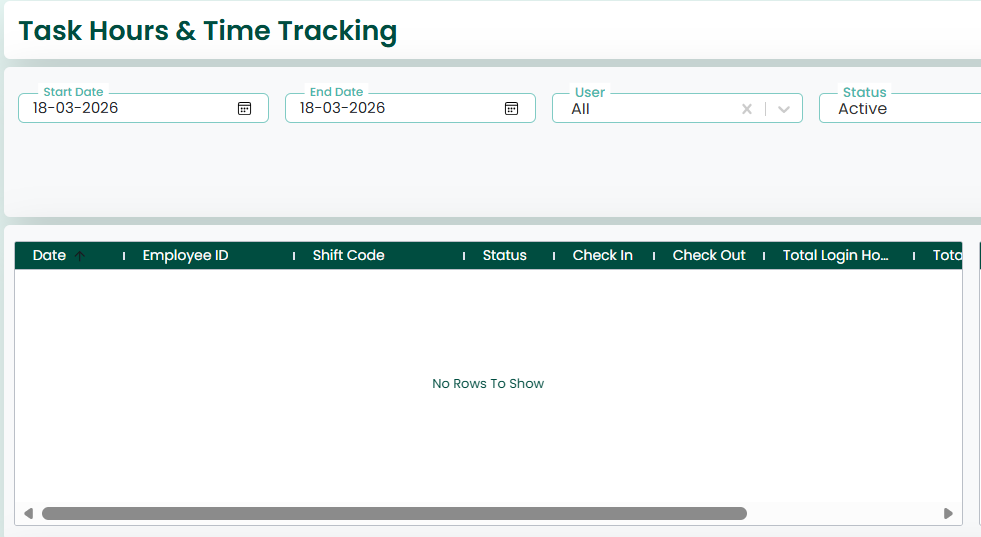 Task Hours & Time Tracking
Start Date
End Date
User
Status
18-03-2026
18-03-2026
All
Active
Date Employee ID Shift Code Status Check In Check Out Total Login Ho... Tota
No Rows To Show